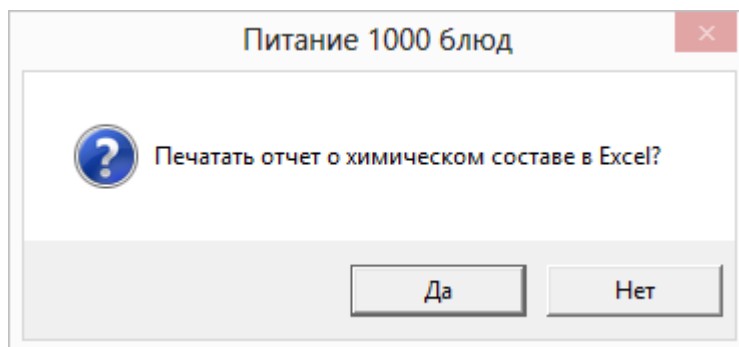 Питание 1000 блюд
Печатать отчет о химическом составе в Excel?
Да
Нет